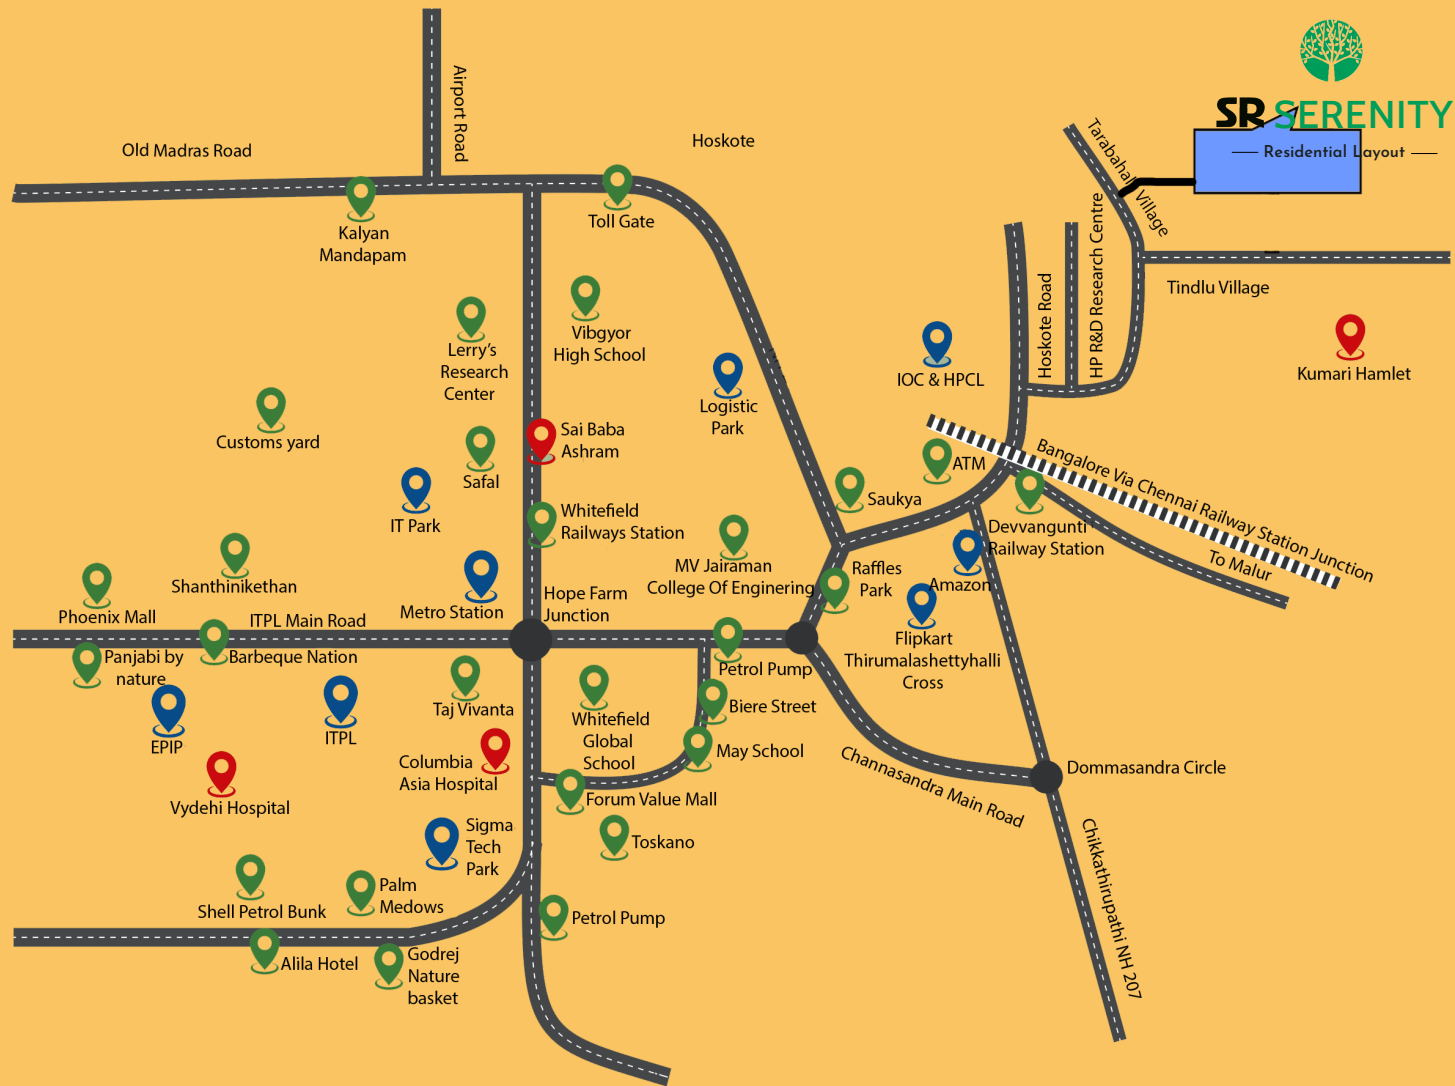 SR SERENITY
Residential Layout
Airport Road
Old Madras Road
Hoskote
Tarabahalli Village
Kalyan
Mandapam
Toll Gate
Hoskote Road
HP R&D Research Centre
Tindlu Village
Vibgyor
High School
Lerry’s
Research
Center
IOC & HPCL
Kumari Hamlet
Logistic
Park
Customs yard
Sai Baba
Ashram
Safal
ATM
Bangalore Via Chennai Railway Station Junction
Saukya
IT Park
Whitefield
Railways Station
Devvangunti
Railway Station
To Malur
MV Jairaman
College Of Enginering
Raffles
Park
Amazon
Shanthinikethan
Phoenix Mall
ITPL Main Road
Metro Station
Hope Farm
Junction
Flipkart
Thirumalashettyhalli
Cross
Panjabi by
nature
Barbeque Nation
Petrol Pump
Taj Vivanta
Whitefield
Global
School
Biere Street
EPIP
ITPL
May School
Columbia
Asia Hospital
Channasandra Main Road
Dommasandra Circle
Vydehi Hospital
Forum Value Mall
Sigma
Tech
Park
Toskano
Chikkathirupathi NH 207
Shell Petrol Bunk
Palm
Medows
Petrol Pump
Alila Hotel
Godrej
Nature
basket